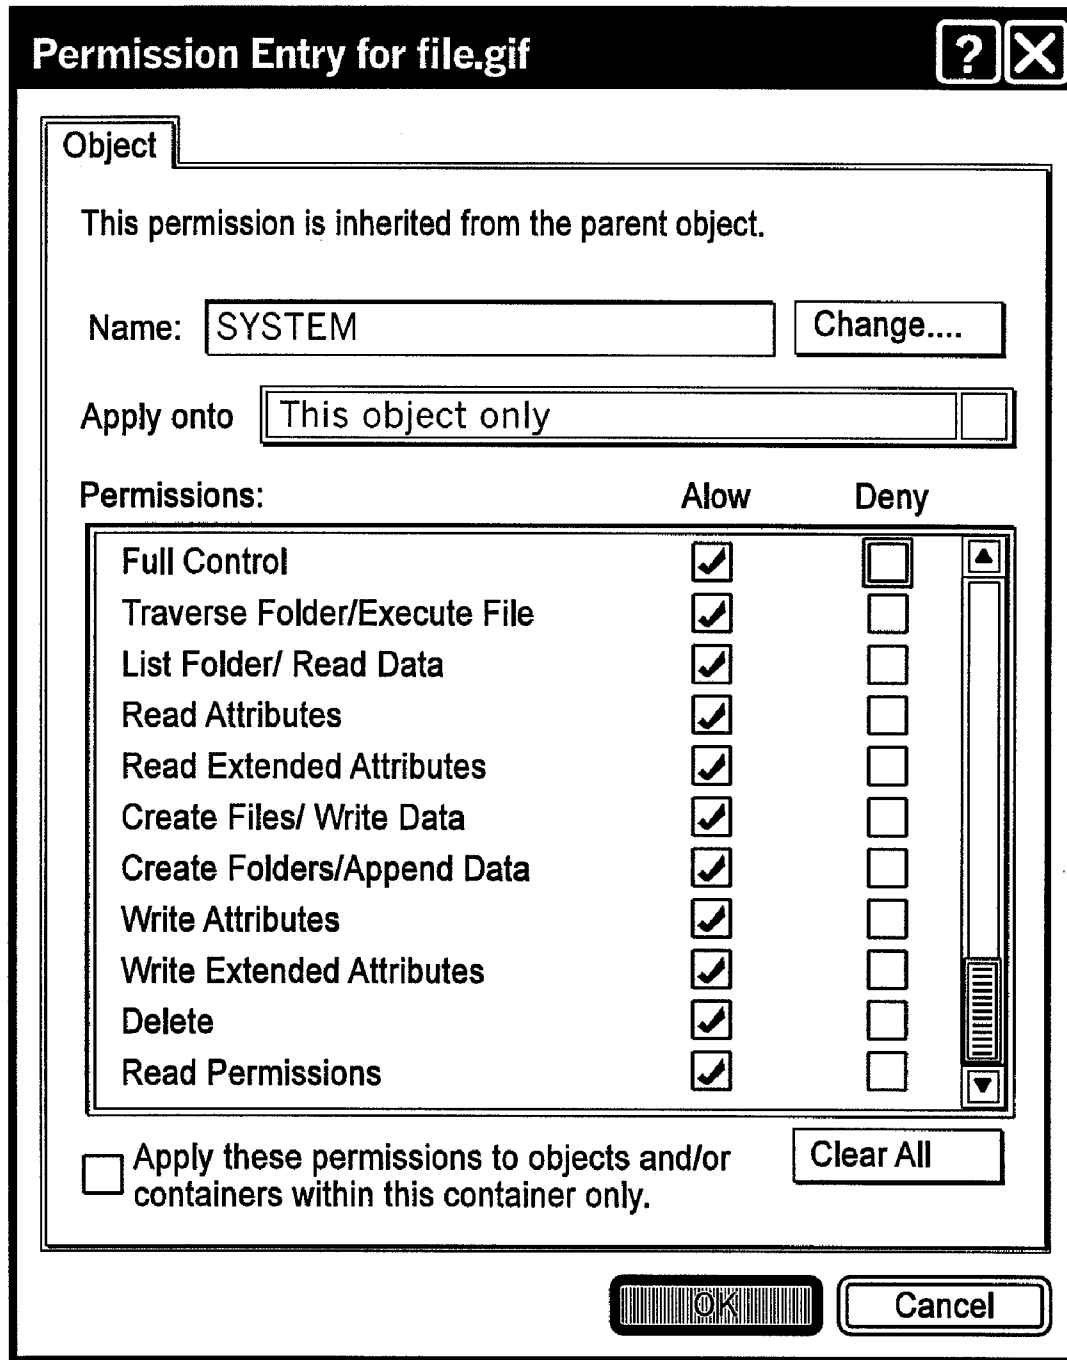 Permission Entry for file.gif
?
X
Object
This permission is inherited from the parent object.
Name: SYSTEM Change....
Apply onto This object only
Permissions: Alow Deny
Full Control
Traverse Folder/Execute File
List Folder/ Read Data
Read Attributes
Read Extended Attributes
Create Files/ Write Data
Create Folders/Append Data
Write Attributes
Write Extended Attributes
Delete
Read Permissions
Apply these permissions to objects and/or Clear All
containers within this container only.
OK Cancel